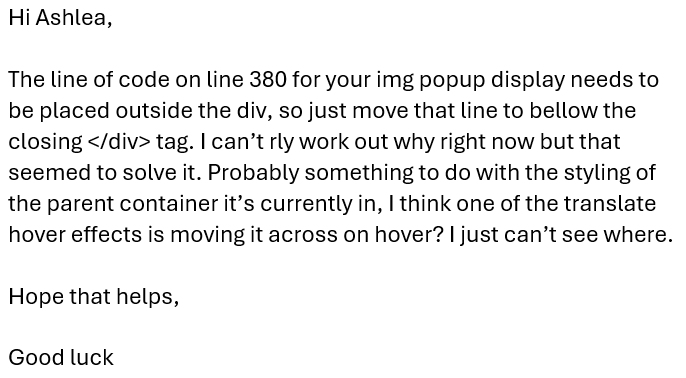 Hi Ashlea,
The line of code on line 380 for your img popup display needs to
be placed outside the div, so just move that line to bellow the
closing </div> tag. I can’t rly work out why right now but that
seemed to solve it. Probably something to do with the styling of
the parent container it’s currently in, I think one of the translate
hover effects is moving it across on hover? I just can’t see where.
Hope that helps,
Good luck